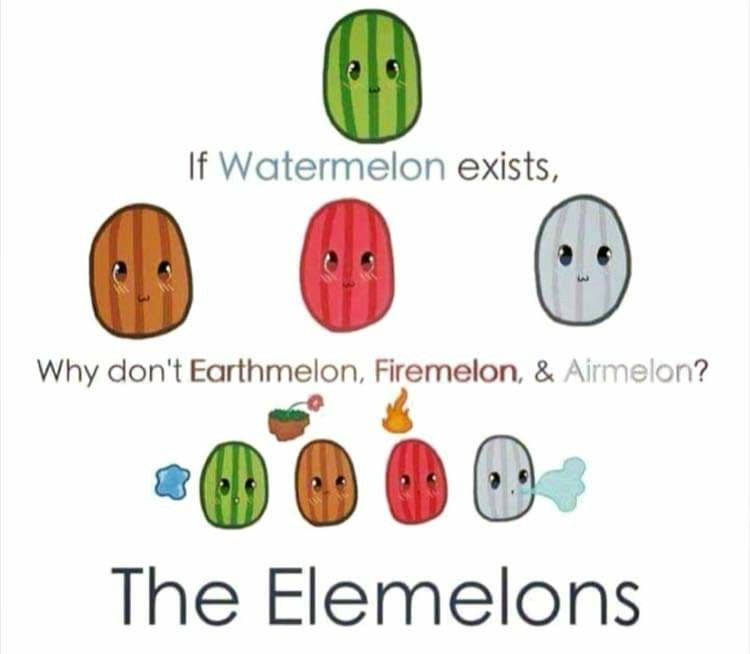 If Watermelon exists,
Why don't Earthmelon, Firemelon, & Airmelon?
The Elemelons